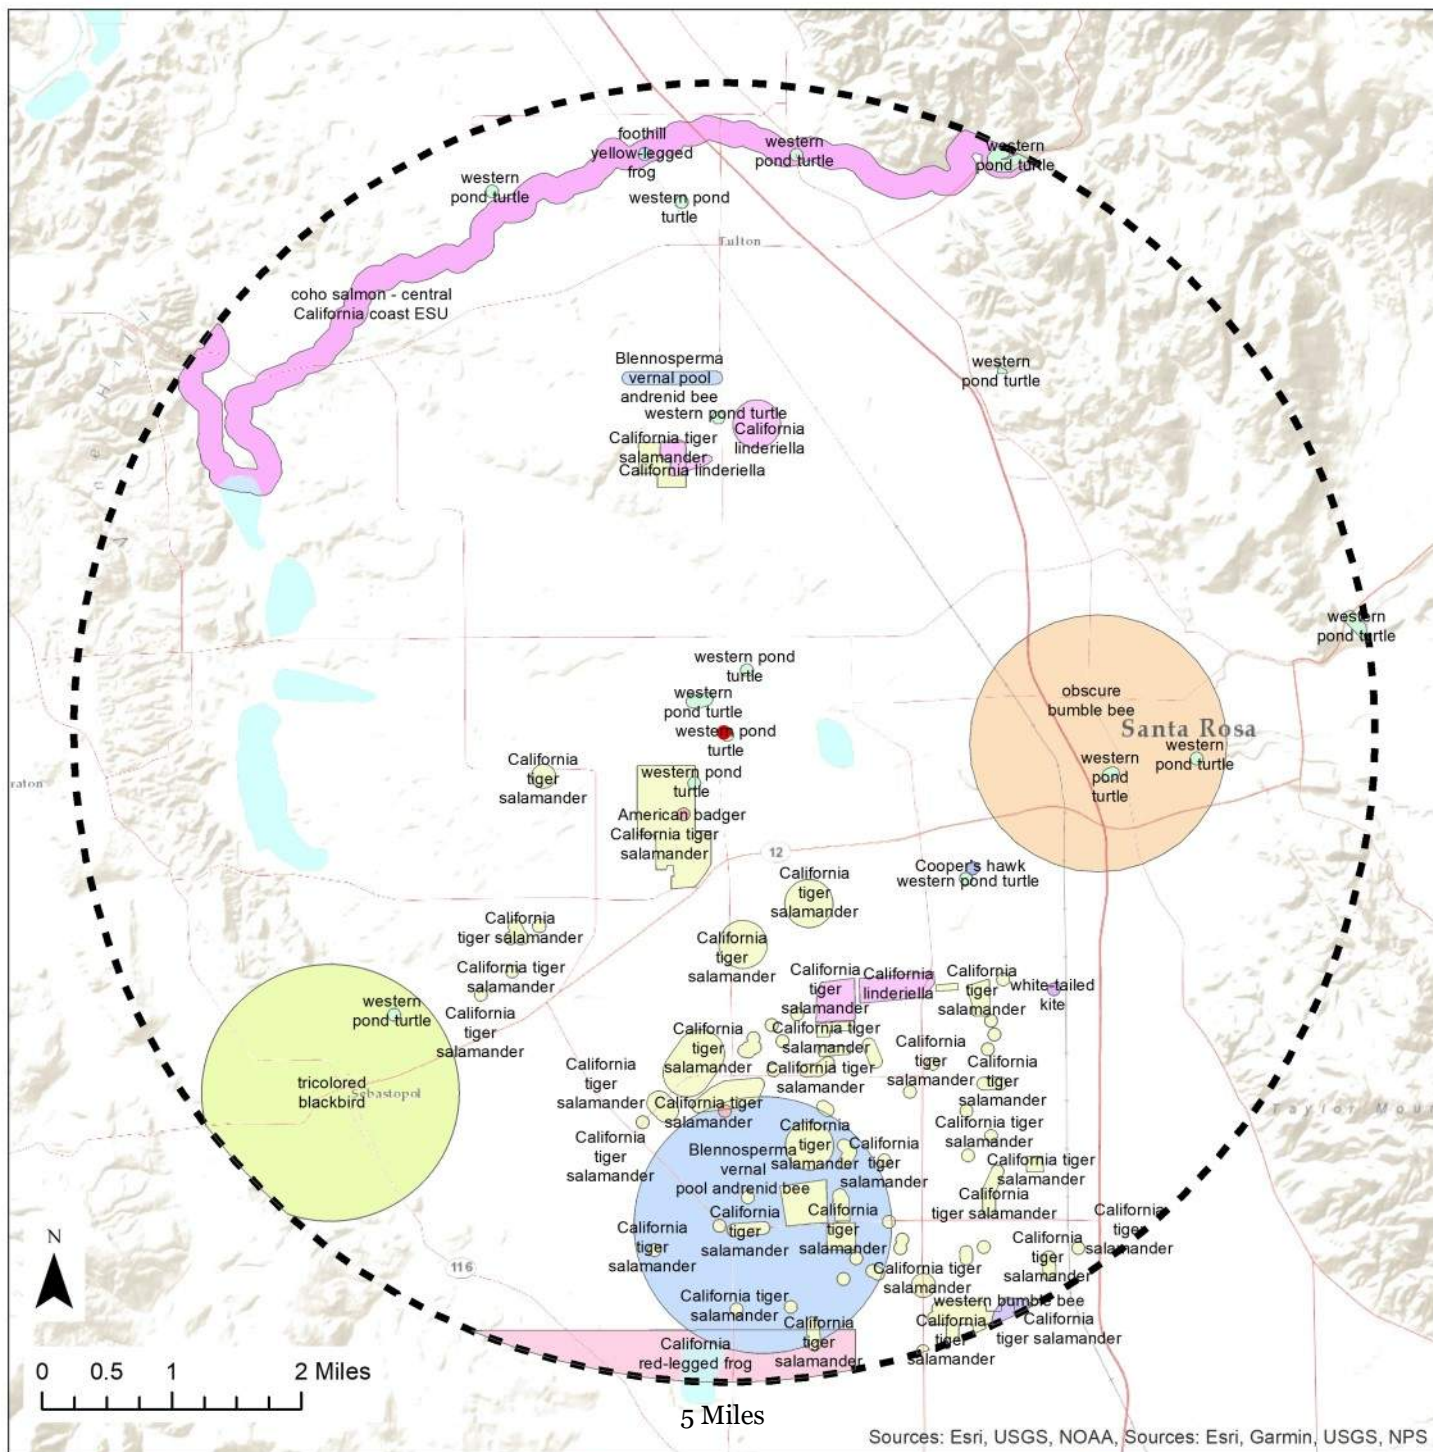 foothill
yellow-legged
frog
western
pond turtle
western
pond turtle
western
pond turtle
western pond
turtle
Fulton
coho salmon - central
California coast ESU
Blennosperma
vernal pool
andrenid bee
western
pond turtle
western pond turtle
California
linderiella
California tiger
salamander
California linderiella
western
pond turtle
western pond
turtle
western
pond turtle
western pond
turtle
obscure
bumble bee
Santa Rosa
western
pond turtle
western
pond
turtle
California
tiger
salamander
western pond
turtle
raton
American badger
California tiger
salamander
12
Cooper's hawk
western pond turtle
California
tiger
salamander
California
tiger salamander
California
tiger
salamander
California tiger
salamander
California
tiger
salamander
California
linderiella
California
tiger
salamander
white-tailed
kite
western
pond turtle
California
tiger
salamander
California
tiger
salamander
California tiger
salamander
California
tiger
salamander
California
tiger
salamander
California tiger
salamander
California
tiger
salamander
tricolored
blackbird
Sebastopol
California tiger
salamander
Taylor Mou
California
tiger
salamander
Blennosperma
vernal
pool andrenid bee
California
tiger
salamander
California
tiger
salamander
California tiger
salamander
California tiger
salamander
California
tiger salamander
California
tiger
salamander
California
tiger
salamander
California
tiger
salamander
California
tiger
salamander
California
tiger
salamander
N
116
California tiger
salamander
California tiger
salamander
western bumble bee
California
tiger
salamander
California
tiger
salamander
California
tiger salamander
California
red-legged frog
0 0.5 1 2 Miles
5 Miles
Sources: Esri, USGS, NOAA, Sources: Esri, Garmin, USGS, NPS